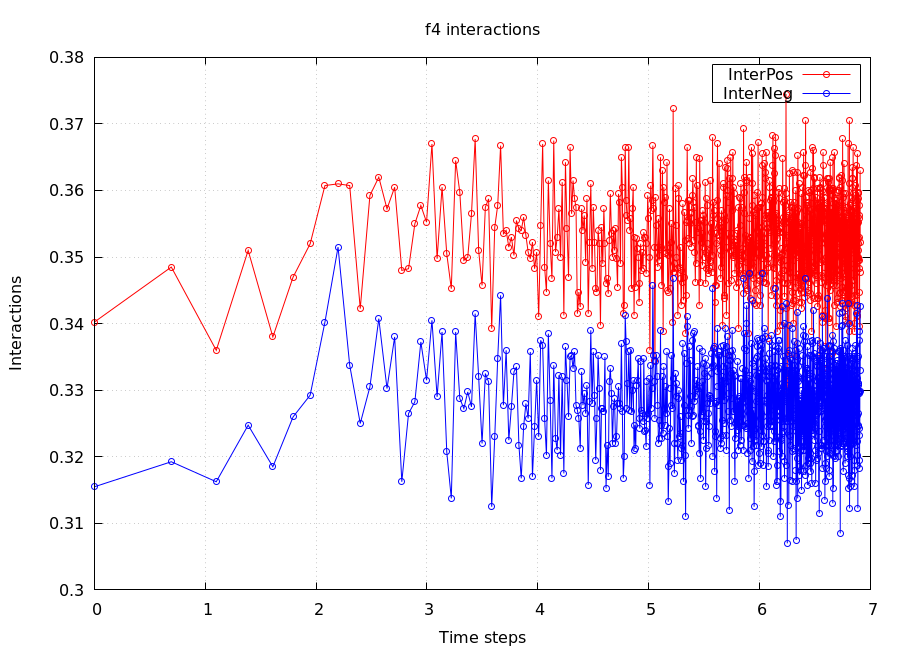 f4 interactions
InterPos
InterNeg
Interactions
0.38
0.37
0.36
0.35
0.34
0.33
0.32
0.31
0.3
0 1 2 3 4 5 6 7
Time steps